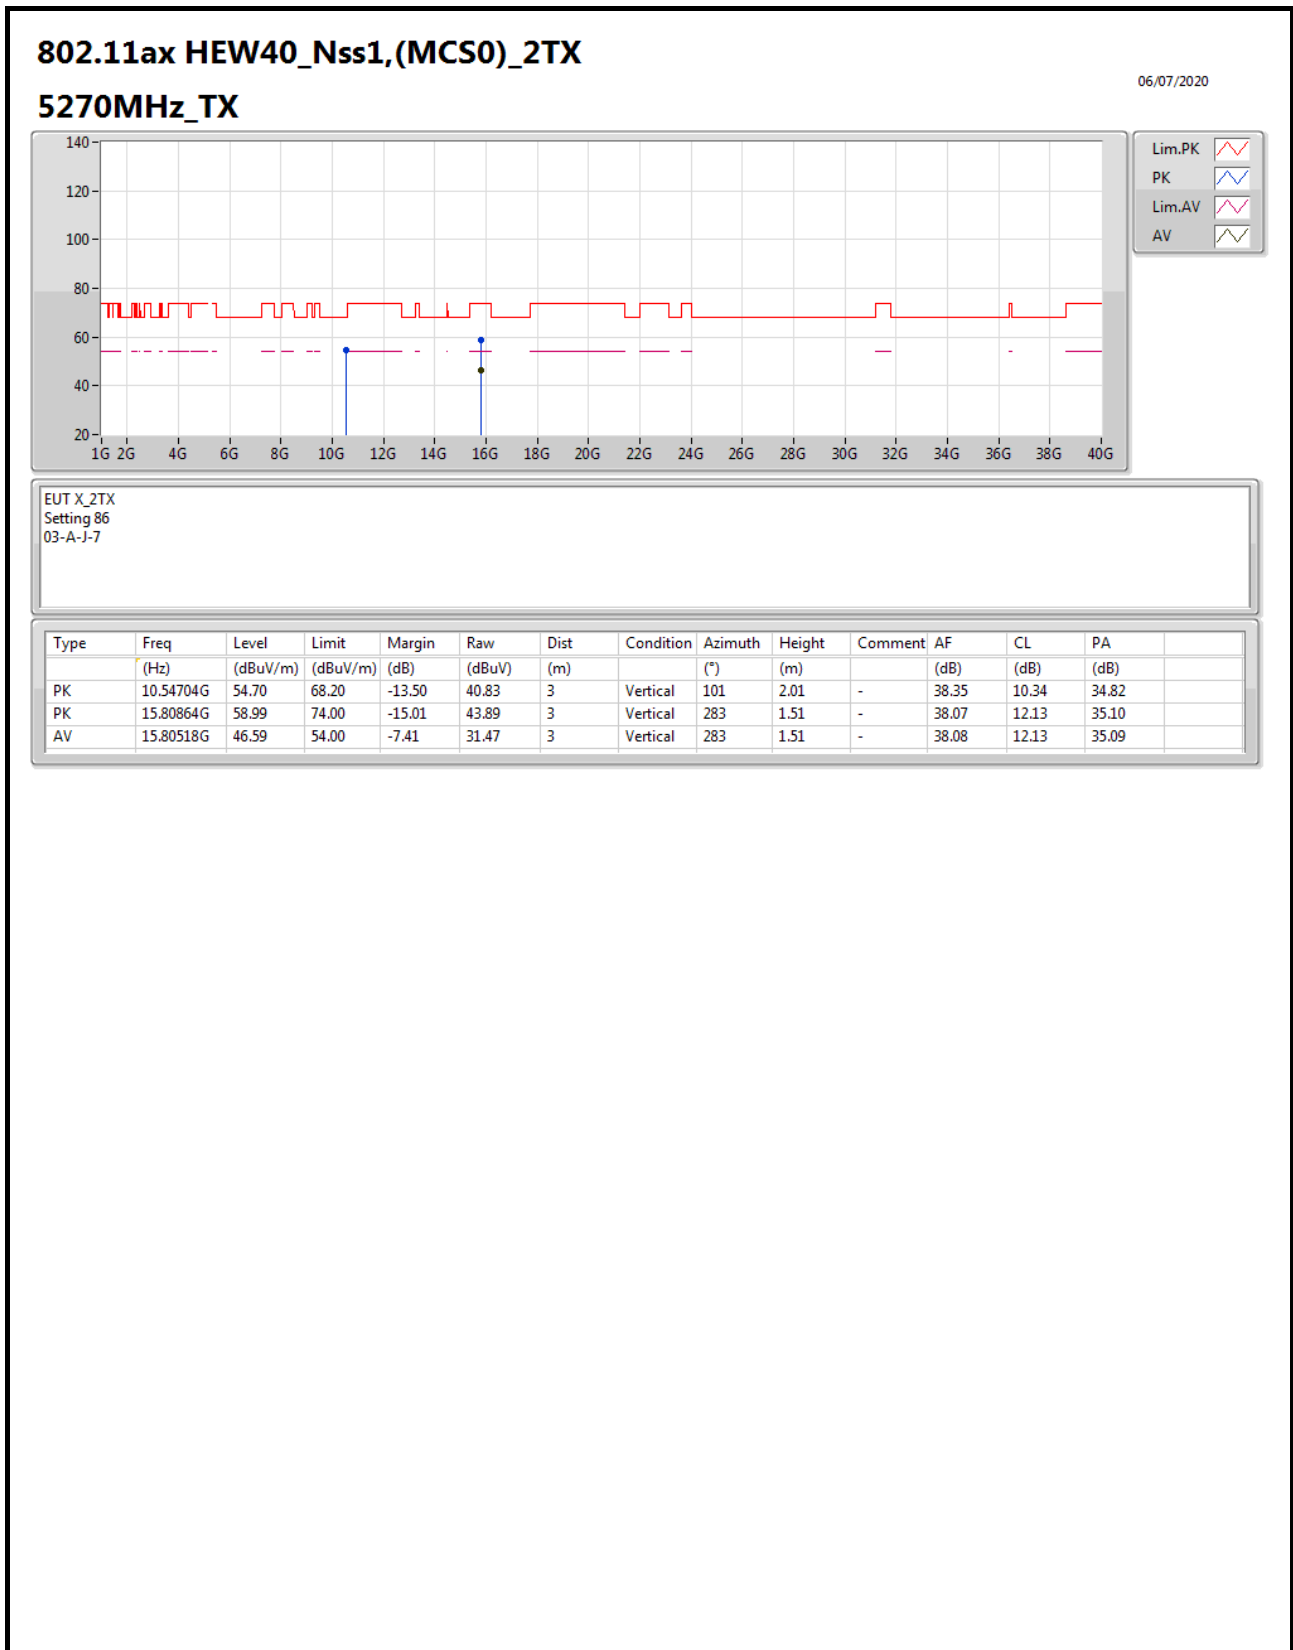 802.11ax HEW40_Nss1,(MCS0)_2TX
06/07/2020
5270MHz_TX
140
120
100
80
60
40
20
1G 2G 4G 6G 8G 10G 12G 14G 16G 18G 20G 22G 24G 26G 28G 30G 32G 34G 36G 38G 40G
Lim.PK
PK
Lim.AV
AV
EUT X_2TX
Setting 86
03-A-J-7
Type Freq Level Limit Margin Raw Dist Condition Azimuth Height Comment AF CL PA
(Hz) (dBuV/m) (dBuV/m) (dB) (dBuV) (m) (°) (m) (dB) (dB) (dB)
PK 10.54704G 54.70 68.20 -13.50 40.83 3 Vertical 101 2.01 - 38.35 10.34 34.82
PK 15.80864G 58.99 74.00 -15.01 43.89 3 Vertical 283 1.51 - 38.07 12.13 35.10
AV 15.80518G 46.59 54.00 -7.41 31.47 3 Vertical 283 1.51 - 38.08 12.13 35.09